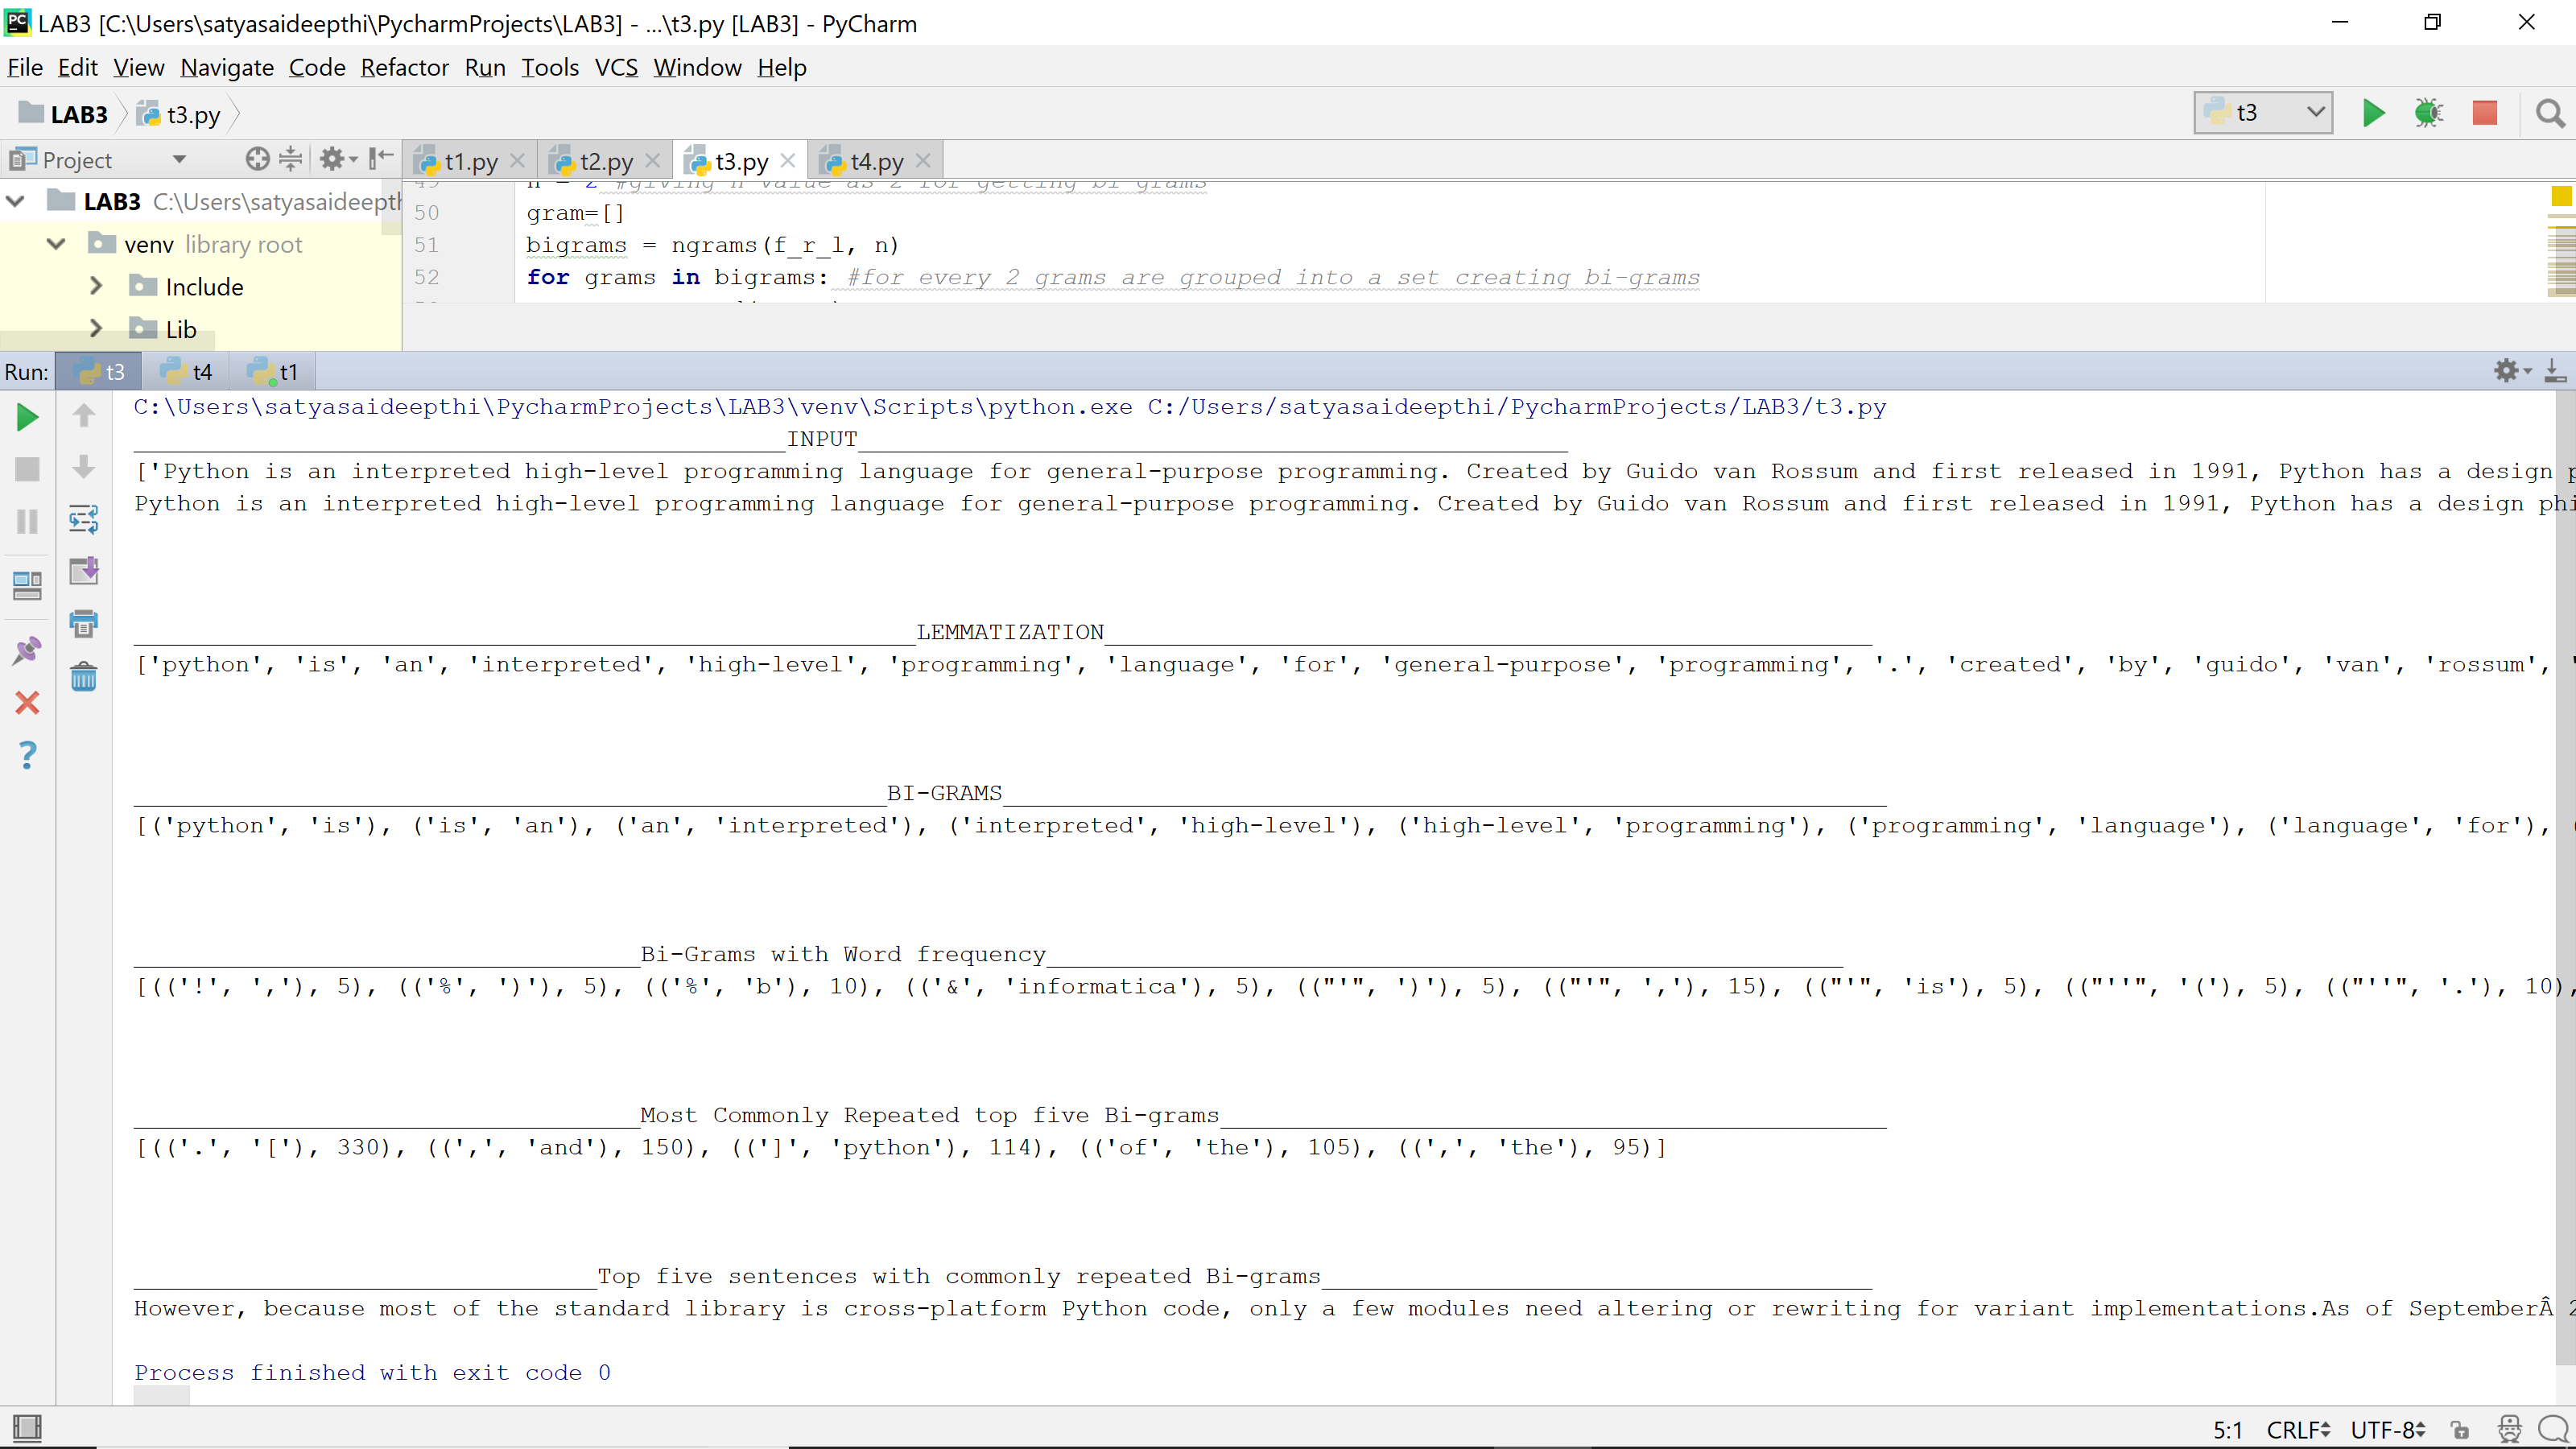 LAB3 [C:\Users\satyasaideepthi\PycharmProjects\LAB3] - ...\t3.py [LAB3] - PyCharm
File Edit View Navigate Code Refactor Run Tools VCS Window Help
LAB3 t3.py t3
Project t1.py t2.py t3.py t4.py
LAB3 C:\Users\satyasaideepth
venv library root
Include
Lib
49 n = 2 #giving n value as 2 for getting bi grams
50 gram=[]
51 bigrams = ngrams(f_r_l, n)
52 for grams in bigrams: #for every 2 grams are grouped into a set creating bi-grams
Run: t3 t4 t1
C:\Users\satyasaideepthi\PycharmProjects\LAB3\venv\Scripts\python.exe C:/Users/satyasaideepthi/PycharmProjects/LAB3/t3.py
INPUT
['Python is an interpreted high-level programming language for general-purpose programming. Created by Guido van Rossum and first released in 1991, Python has a design p
Python is an interpreted high-level programming language for general-purpose programming. Created by Guido van Rossum and first released in 1991, Python has a design phi
LEMMATIZATION
['python', 'is', 'an', 'interpreted', 'high-level', 'programming', 'language', 'for', 'general-purpose', 'programming', '.', 'created', 'by', 'guido', 'van', 'rossum', '
BI-GRAMS
[('python', 'is'), ('is', 'an'), ('an', 'interpreted'), ('interpreted', 'high-level'), ('high-level', 'programming'), ('programming', 'language'), ('language', 'for'), (
Bi-Grams with Word frequency
[(('!', ','), 5), (('%', ')'), 5), (('%', 'b'), 10), (('&', 'informatica'), 5), (("'", ')'), 5), (("'", ','), 15), (("'", 'is'), 5), (("''", '('), 5), (("''", '.'), 10),
Most Commonly Repeated top five Bi-grams
[(('.', '['), 330), ((',', 'and'), 150), ((']', 'python'), 114), (('of', 'the'), 105), ((',', 'the'), 95)]
Top five sentences with commonly repeated Bi-grams
However, because most of the standard library is cross-platform Python code, only a few modules need altering or rewriting for variant implementations.As of SeptemberÂ 2
Process finished with exit code 0
5:1 CRLF UTF-8